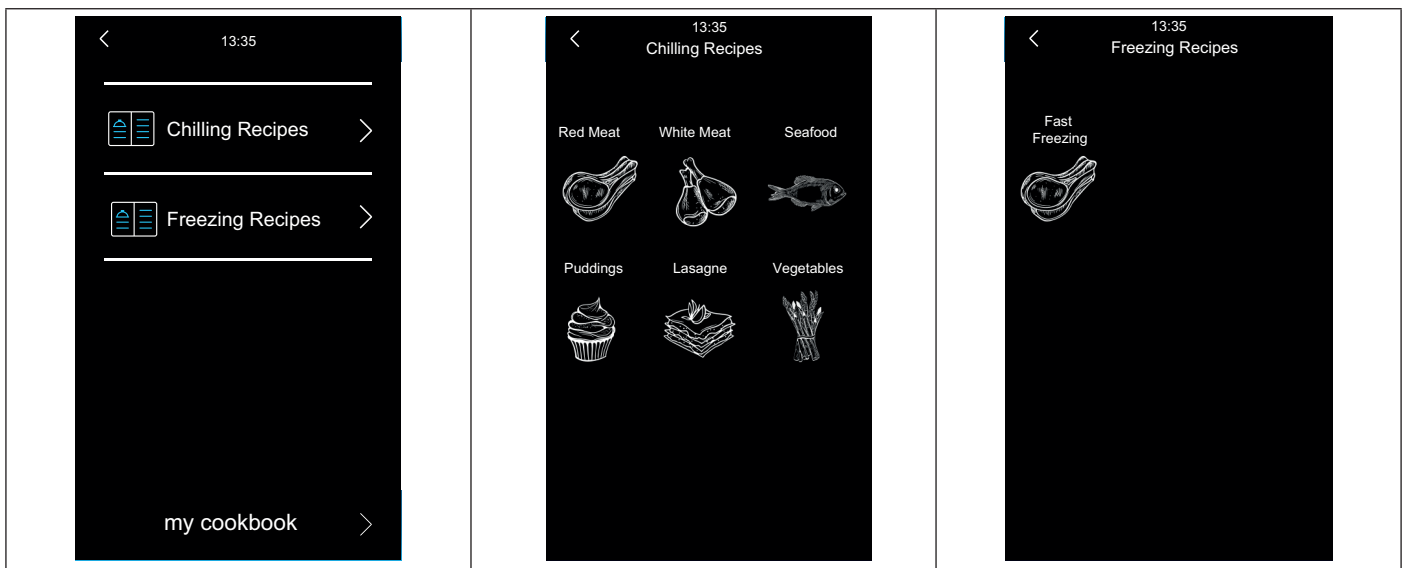 13:35
Chilling Recipes
Freezing Recipes
my cookbook
13:35
Chilling Recipes
Red Meat
White Meat
Seafood
Puddings
Lasagne
Vegetables
13:35
Freezing Recipes
Fast
Freezing